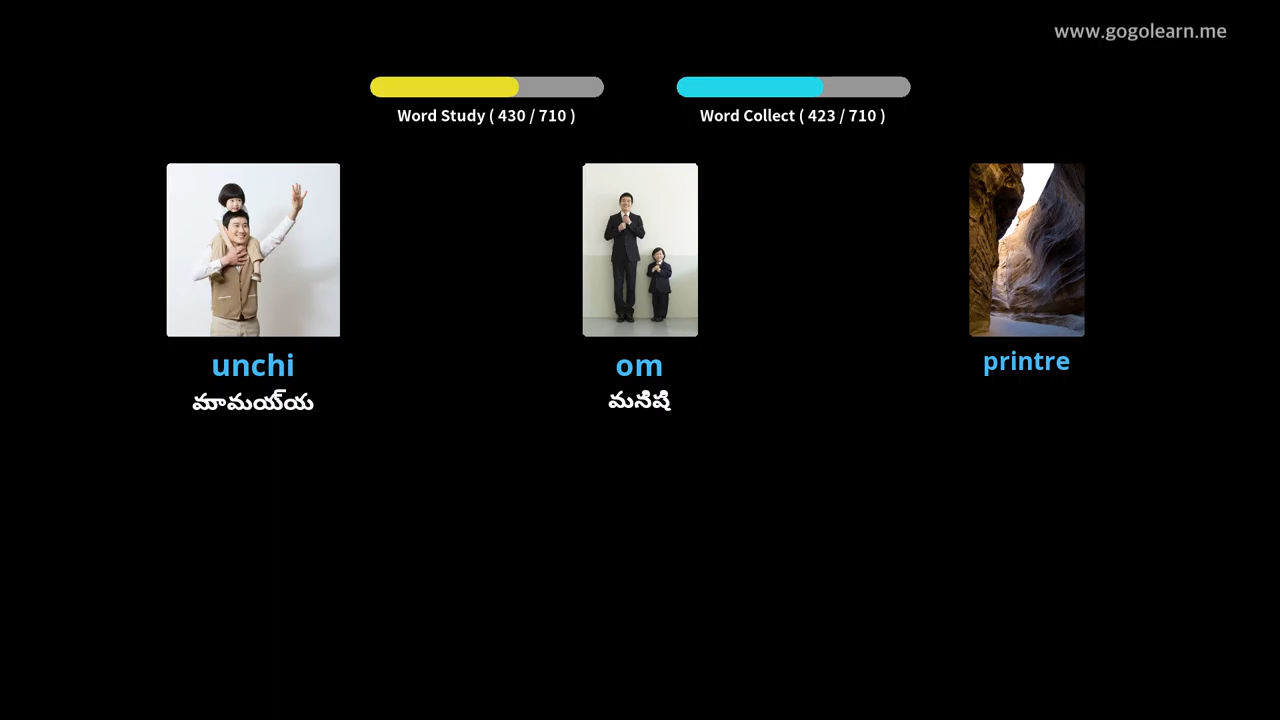 www.gogolearn.me
Word Study ( 430 / 710 )
Word Collect ( 423 / 710 )
unchi
మామయ్య
om
మనిషి
printre